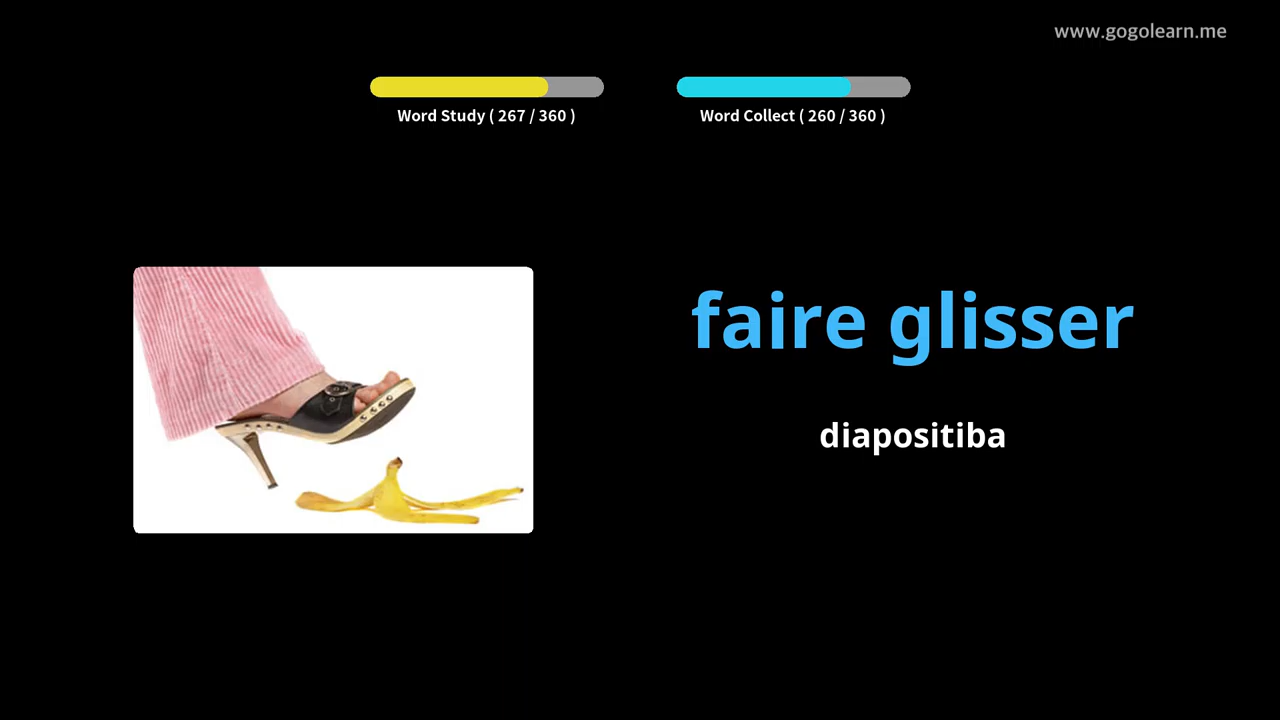 www.gogolearn.me
Word Study ( 267 / 360 )
Word Collect ( 260 / 360 )
faire glisser
diapositiba